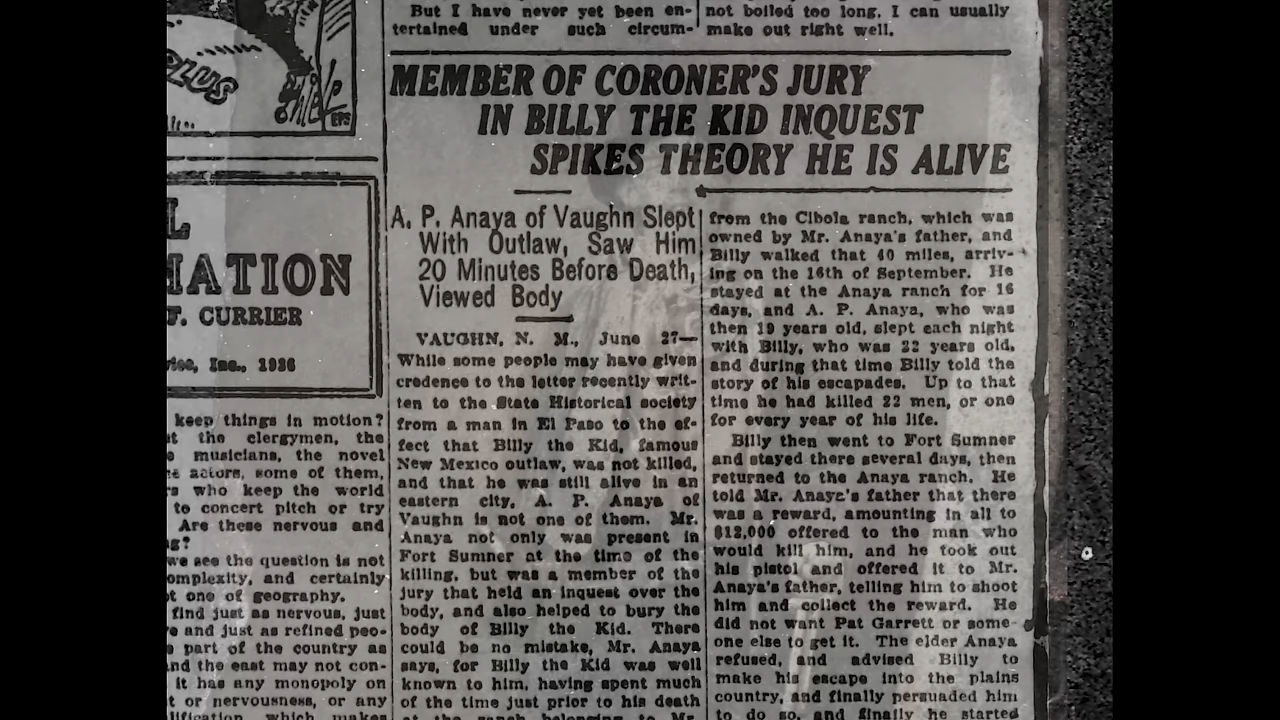 But I have never yet been en-
tertained under such circum-
not boiled too long, I can usually
make out right well.
MEMBER OF CORONER'S JURY
IN BILLY THE KID INQUEST
SPIKES THEORY HE IS ALIVE
A. P. Anaya of Vaughn Slept
With Outlaw, Saw Him
20 Minutes Before Death,
Viewed Body
VAUGHN, N. M., June 27—
While some people may have given
credence to the letter recently writ-
ten to the State Historical society
from a man in El Paso to the ef-
fect that Billy the Kid, famous
New Mexico outlaw, was not killed,
and that he was still alive in an
eastern city, A. P. Anaya of
Vaughn is not one of them. Mr.
Anaya not only was present in
Fort Sumner at the time of the
killing, but was a member of the
jury that held an inquest over the
body, and also helped to bury the
body of Billy the Kid. There
could be no mistake, Mr. Anaya
says, for Billy the Kid was well
known to him, having spent much
of the time just prior to his death
at the ranch belonging to Mr.
from the Cibola ranch, which was
owned by Mr. Anaya's father, and
Billy walked that 40 miles, arriv-
ing on the 16th of September. He
stayed at the Anaya ranch for 16
days, and A. P. Anaya, who was
then 19 years old, slept each night
with Billy, who was 22 years old,
and during that time Billy told the
story of his escapades. Up to that
time he had killed 22 men, or one
for every year of his life.
Billy then went to Fort Sumner
and stayed there several days, then
returned to the Anaya ranch. He
told Mr. Anaya's father that there
was a reward, amounting in all to
$12,000 offered to the man who
would kill him, and he took out
his pistol and offered it to Mr.
Anaya's father, telling him to shoot
him and collect the reward. He
did not want Pat Garrett or some-
one else to get it. The elder Anaya
refused, and advised Billy to
make his escape into the plains
country, and finally persuaded him
to do so, and finally he started
EPS
L
MATION
F. CURRIER
Inc., 1926
keep things in motion?
the clergymen, the
musicians, the novel
actors, some of them,
who keep the world
to concert pitch or try
Are these nervous and
we see the question is not
omplexity, and certainly
one of geography.
find just as nervous, just
and just as refined peo-
part of the country as
and the east may not con-
it has any monopoly on
or nervousness, or any
lification which makes